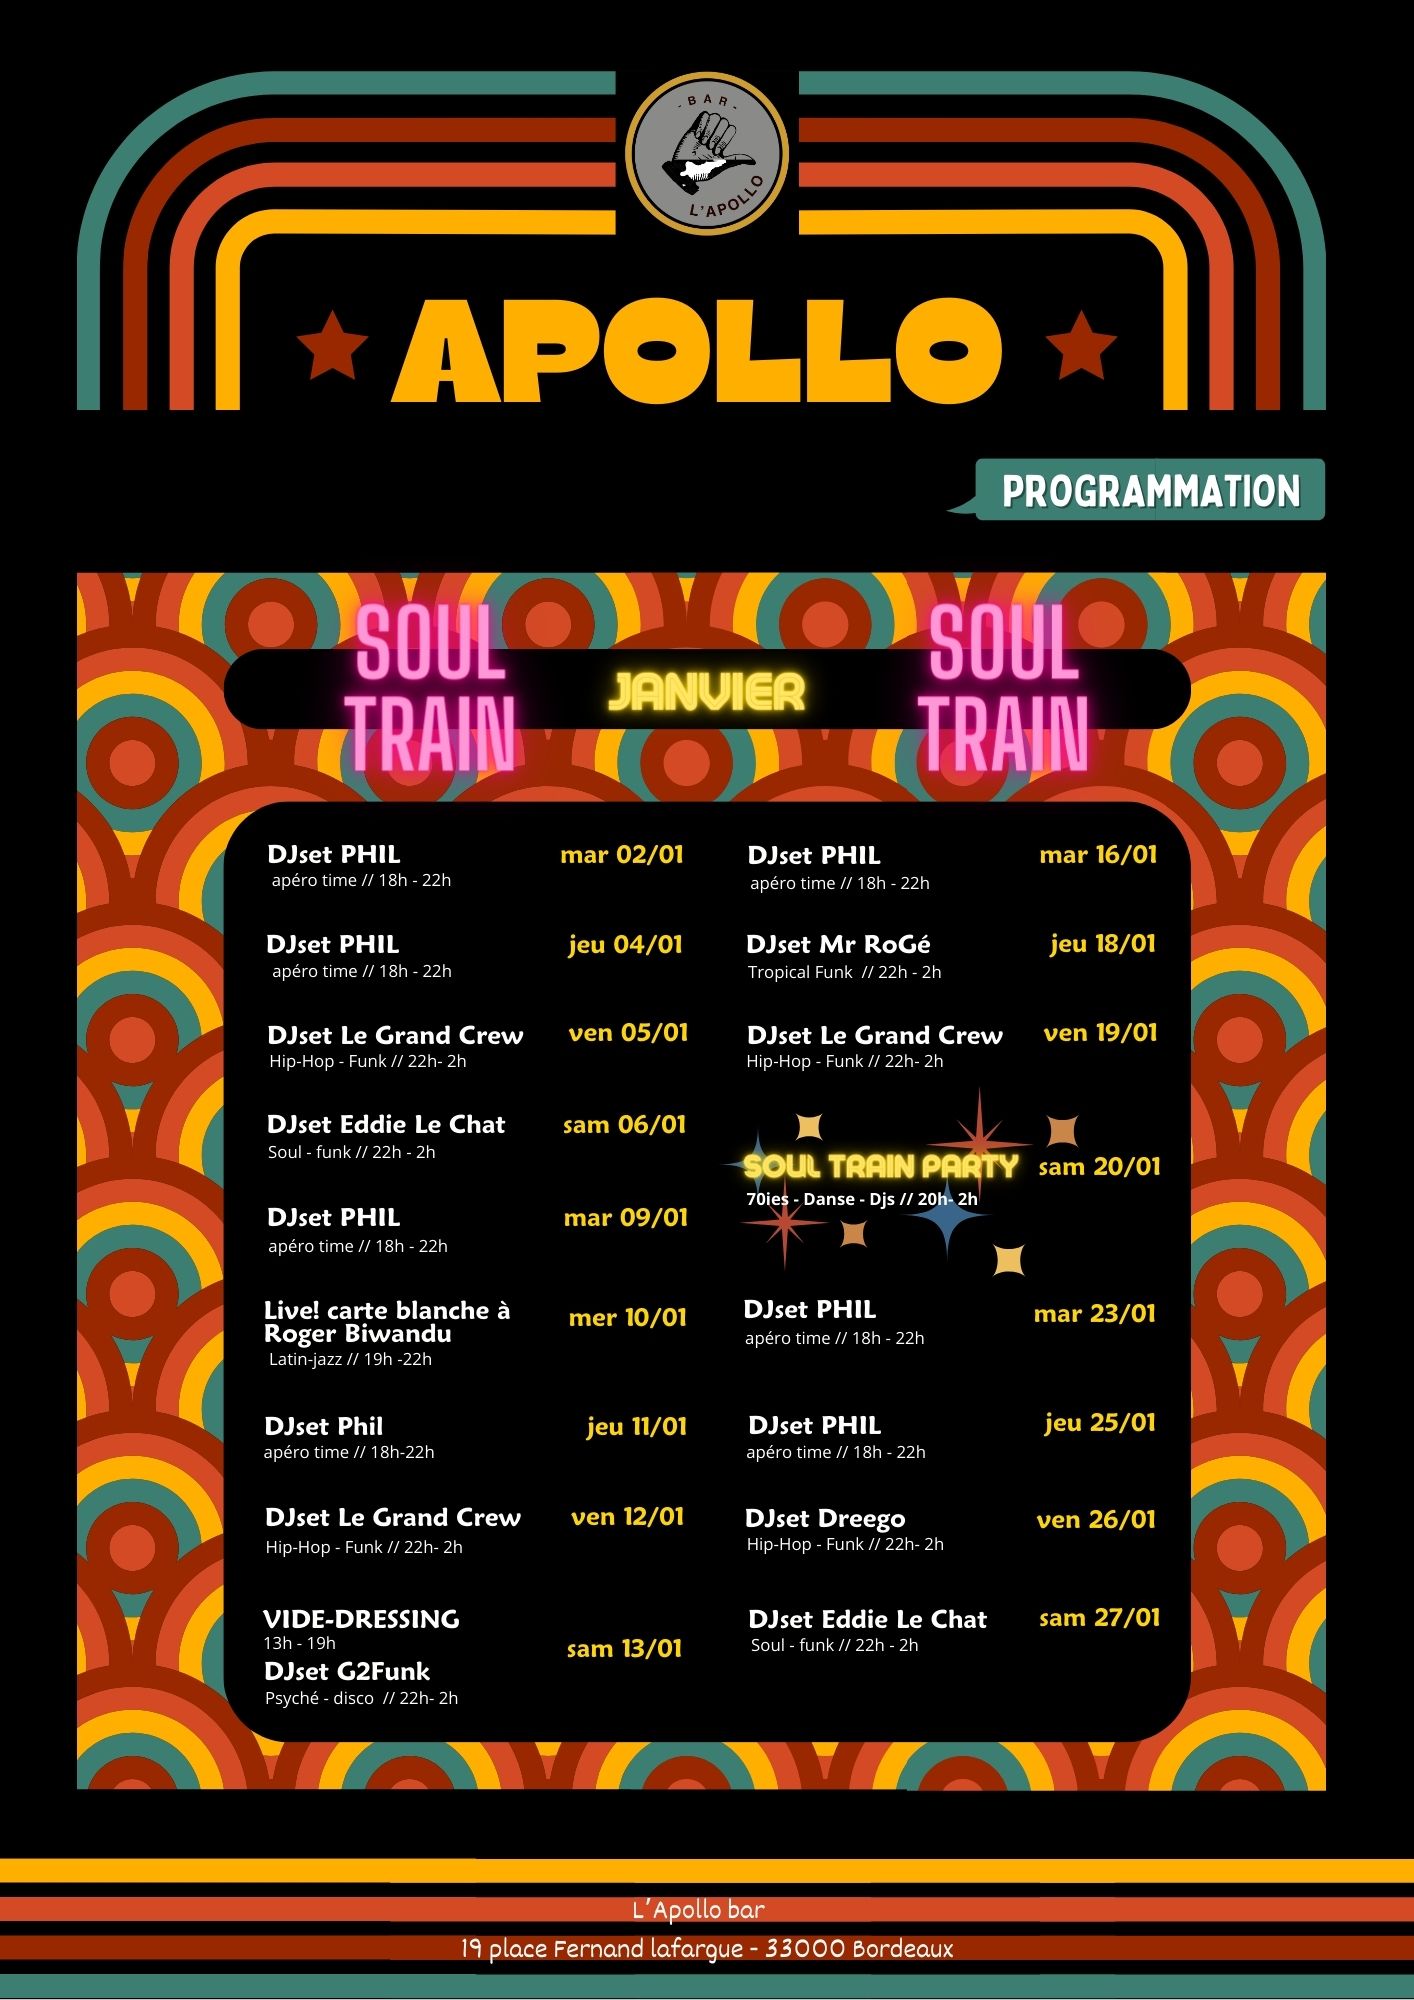 - BAR -
L'APOLLO
APOLLO
PROGRAMMATION
SOUL
TRAIN
JANVIER
SOUL
TRAIN
DJset PHIL mar 02/01
apéro time // 18h - 22h
DJset PHIL jeu 04/01
apéro time // 18h - 22h
DJset Le Grand Crew ven 05/01
Hip-Hop - Funk // 22h- 2h
DJset Eddie Le Chat sam 06/01
Soul - funk // 22h - 2h
DJset PHIL mar 09/01
apéro time // 18h - 22h
Live! carte blanche à
Roger Biwandu mer 10/01
Latin-jazz // 19h -22h
DJset Phil jeu 11/01
apéro time // 18h-22h
DJset Le Grand Crew ven 12/01
Hip-Hop - Funk // 22h- 2h
VIDE-DRESSING
13h - 19h sam 13/01
DJset G2Funk
Psyché - disco // 22h- 2h
DJset PHIL mar 16/01
apéro time // 18h - 22h
DJset Mr RoGé jeu 18/01
Tropical Funk // 22h - 2h
DJset Le Grand Crew ven 19/01
Hip-Hop - Funk // 22h- 2h
SOUL TRAIN PARTY sam 20/01
70ies - Danse - Djs // 20h- 2h
DJset PHIL mar 23/01
apéro time // 18h - 22h
DJset PHIL jeu 25/01
apéro time // 18h - 22h
DJset Dreego ven 26/01
Hip-Hop - Funk // 22h- 2h
DJset Eddie Le Chat sam 27/01
Soul - funk // 22h - 2h
L'Apollo bar
19 place Fernand lafargue - 33000 Bordeaux